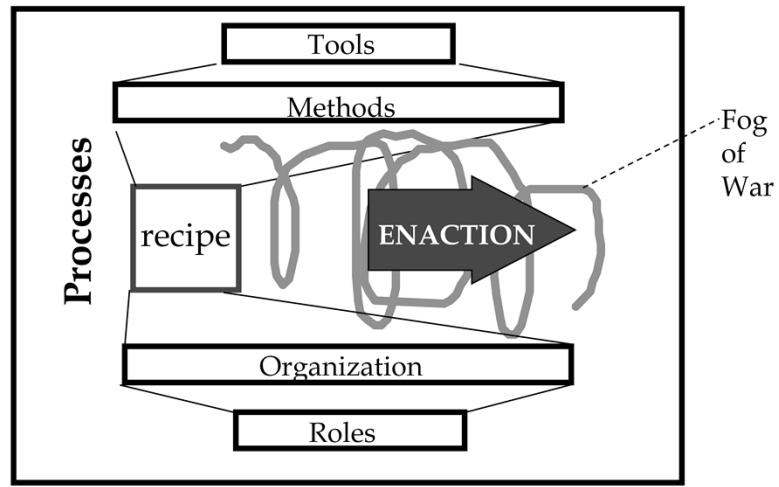 Tools
Methods
Processes
recipe
ENACTION
Fog
of
War
Organization
Roles